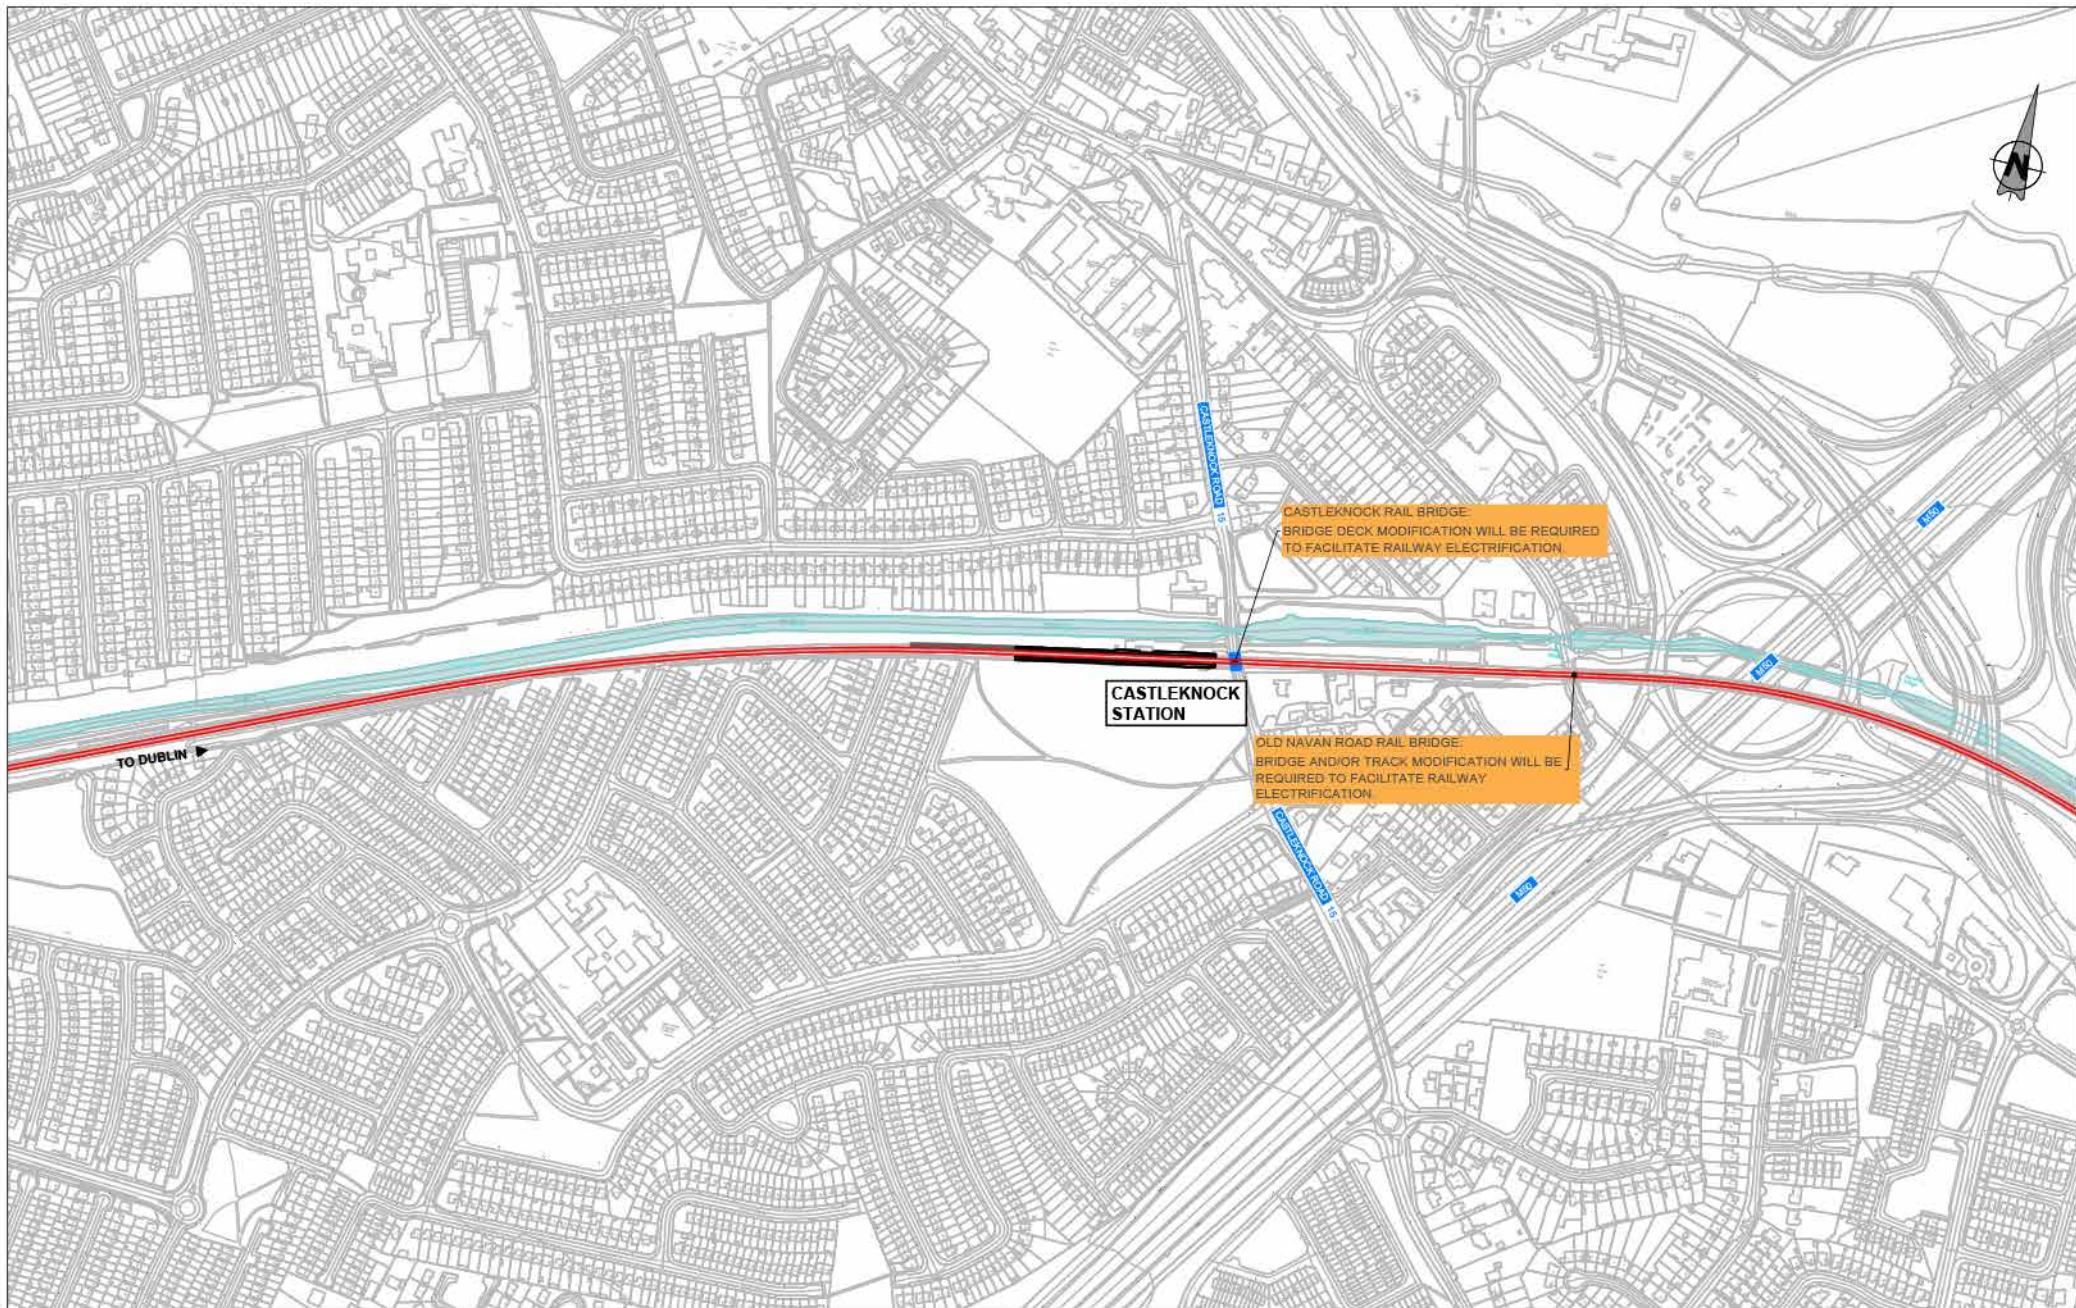 N
CASTLEKNOCK ROAD 15
M50
CASTLEKNOCK RAIL BRIDGE:
BRIDGE DECK MODIFICATION WILL BE REQUIRED
TO FACILITATE RAILWAY ELECTRIFICATION.
M50
CASTLEKNOCK
STATION
TO DUBLIN
OLD NAVAN ROAD RAIL BRIDGE:
BRIDGE AND/OR TRACK MODIFICATION WILL BE
REQUIRED TO FACILITATE RAILWAY
ELECTRIFICATION.
CASTLEKNOCK ROAD 15
M50